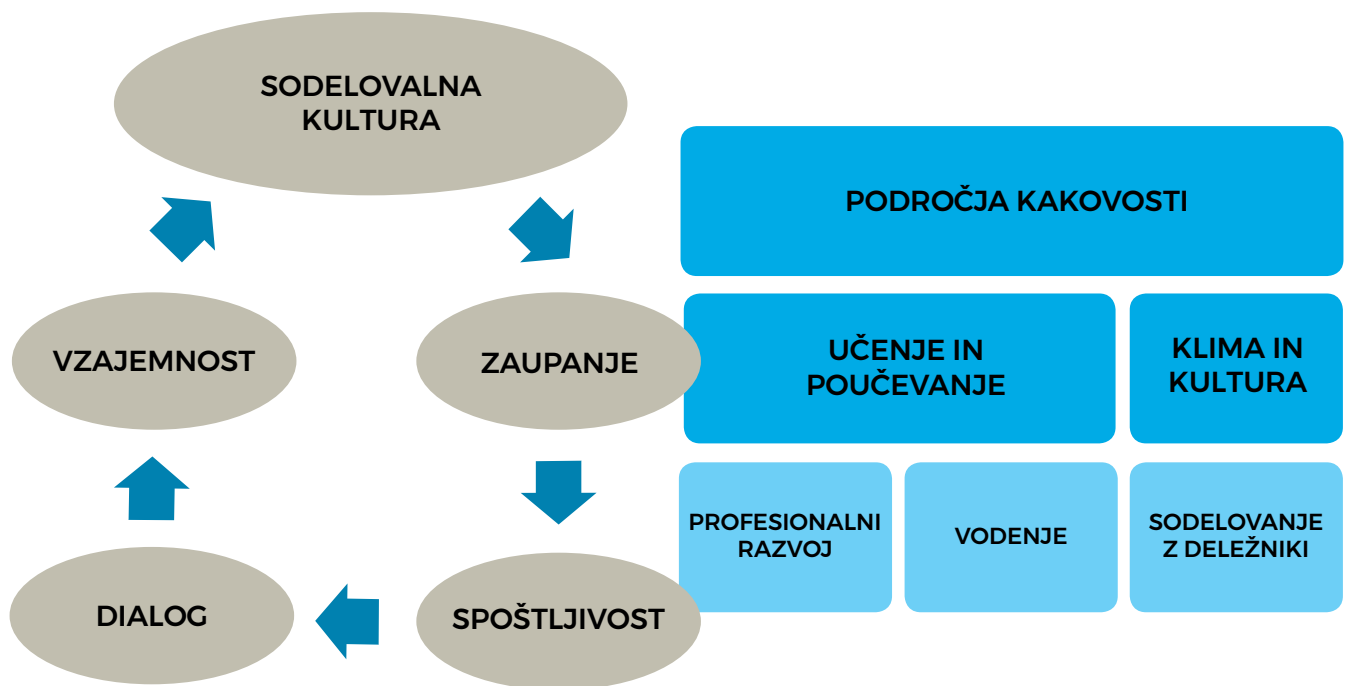 SODELOVALNA
KULTURA
VZAJEMNOST
ZAUPANJE
DIALOG
SPOŠTLJIVOST
PODROČJA KAKOVOSTI
UČENJE IN
POUČEVANJE
KLIMA IN
KULTURA
PROFESIONALNI
RAZVOJ
VODENJE
SODELOVANJE
Z DELEŽNIKI